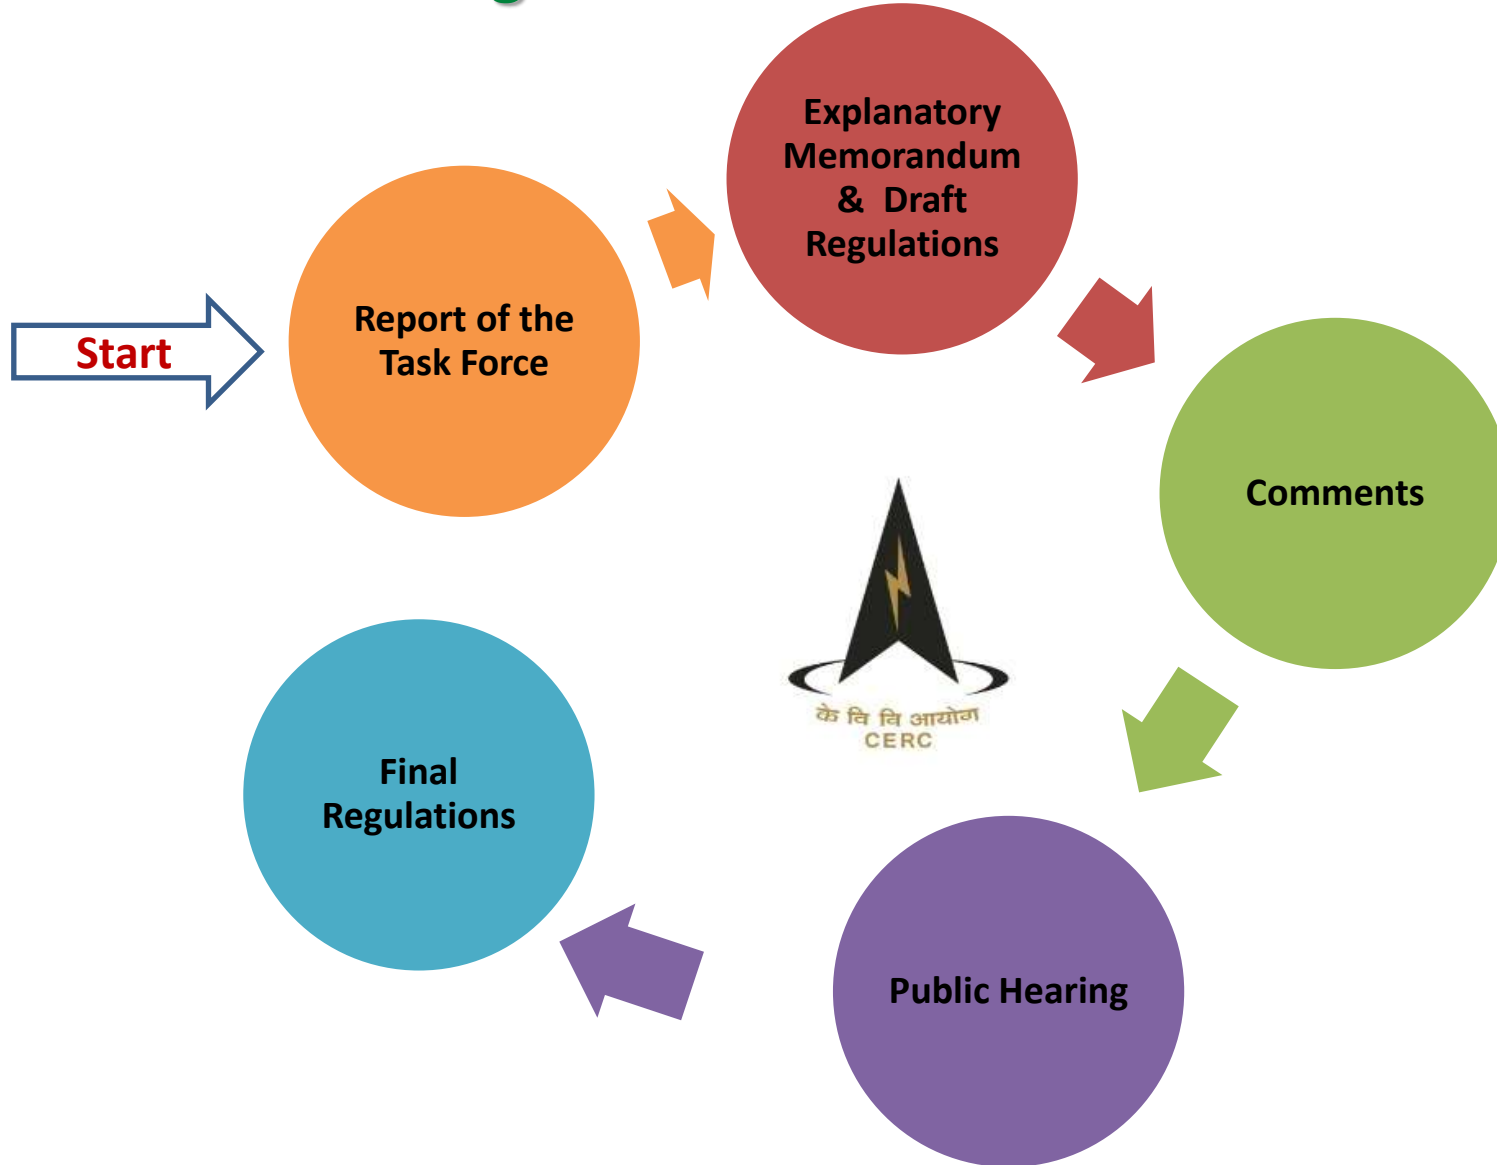 Start
Report of the
Task Force
Explanatory
Memorandum
& Draft
Regulations
Comments
Public Hearing
Final
Regulations
के वि वि आयोग
CERC